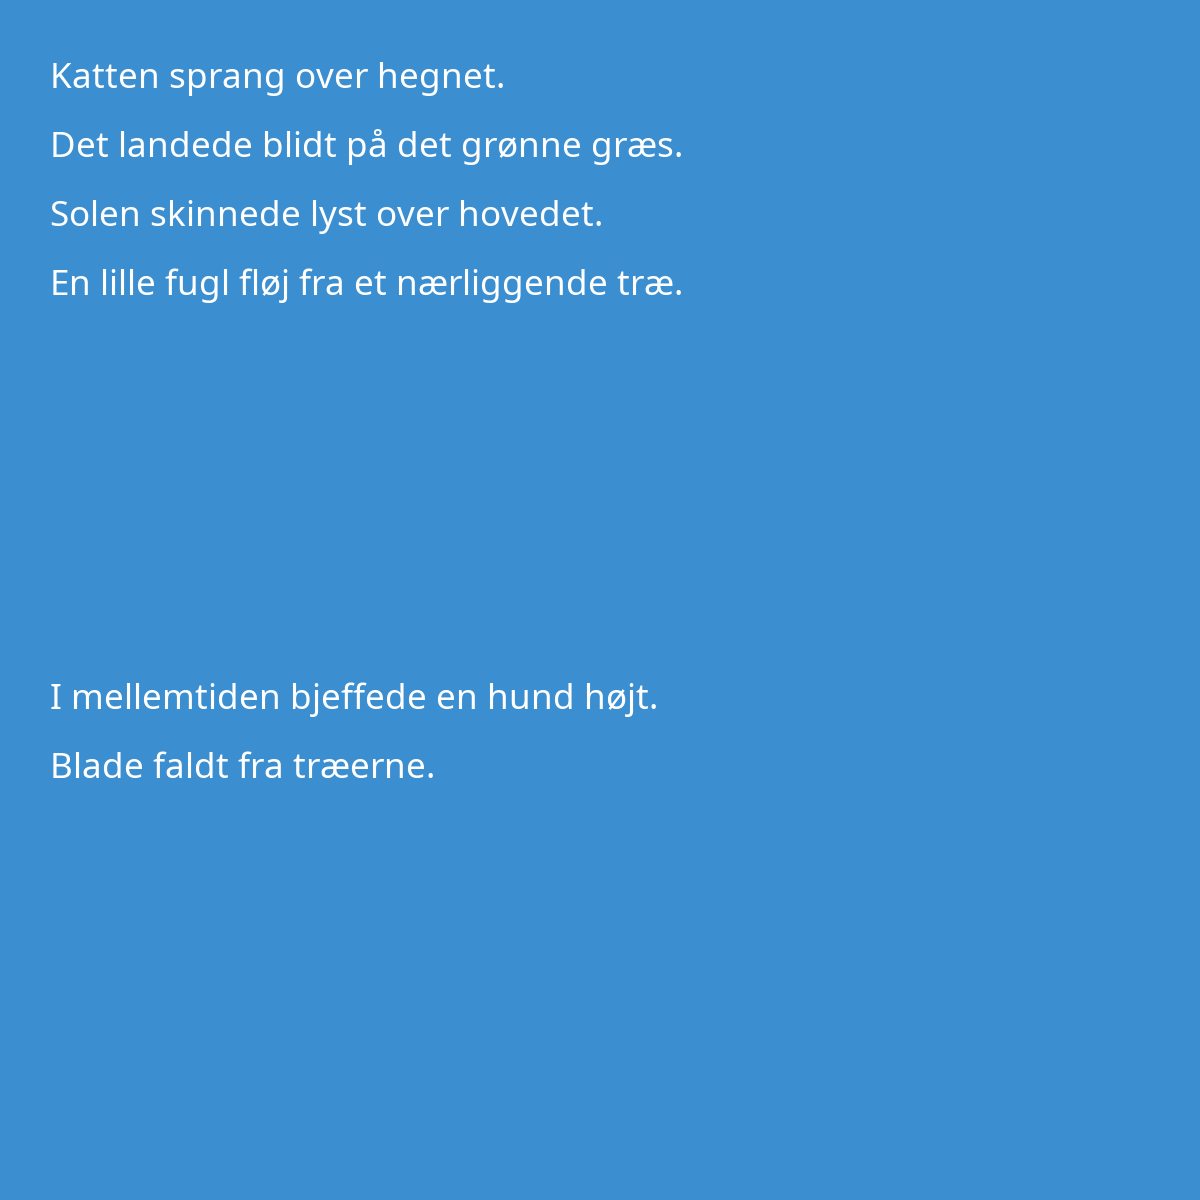 Katten sprang over hegnet.
Det landede blidt på det grønne græs.
Solen skinnede lyst over hovedet.
En lille fugl fløj fra et nærliggende træ.
I mellemtiden bjeffede en hund højt.
Blade faldt fra træerne.